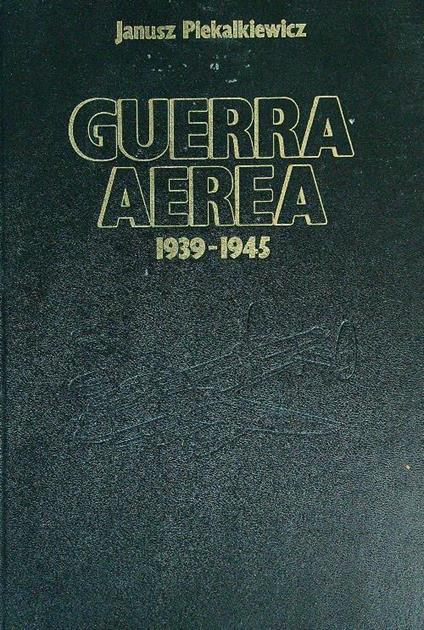 Janusz Piekalkiewicz
GUERRA
AEREA
1939-1945